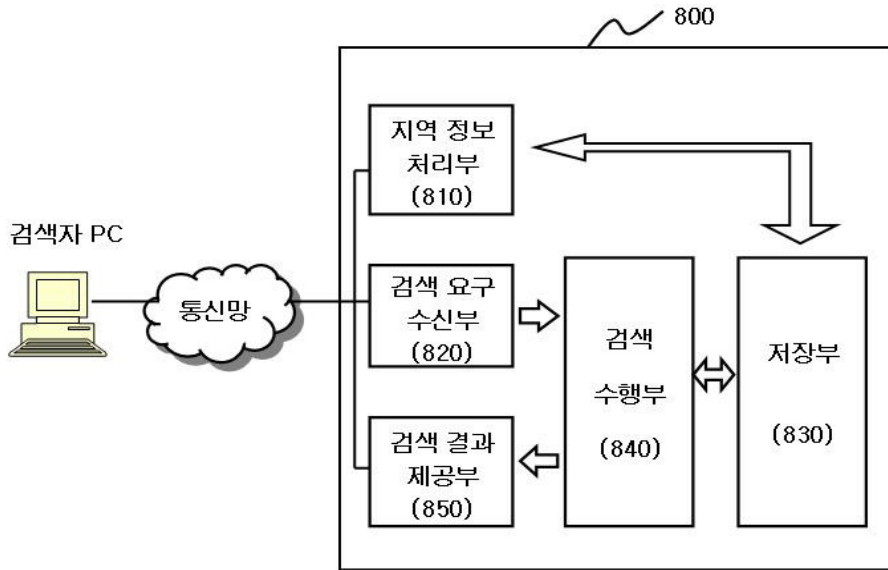 800
지역 정보
처리부
(810)
검색자 PC
통신망
검색 요구
수신부
(820)
검색
수행부
(840)
저장부
(830)
검색 결과
제공부
(850)